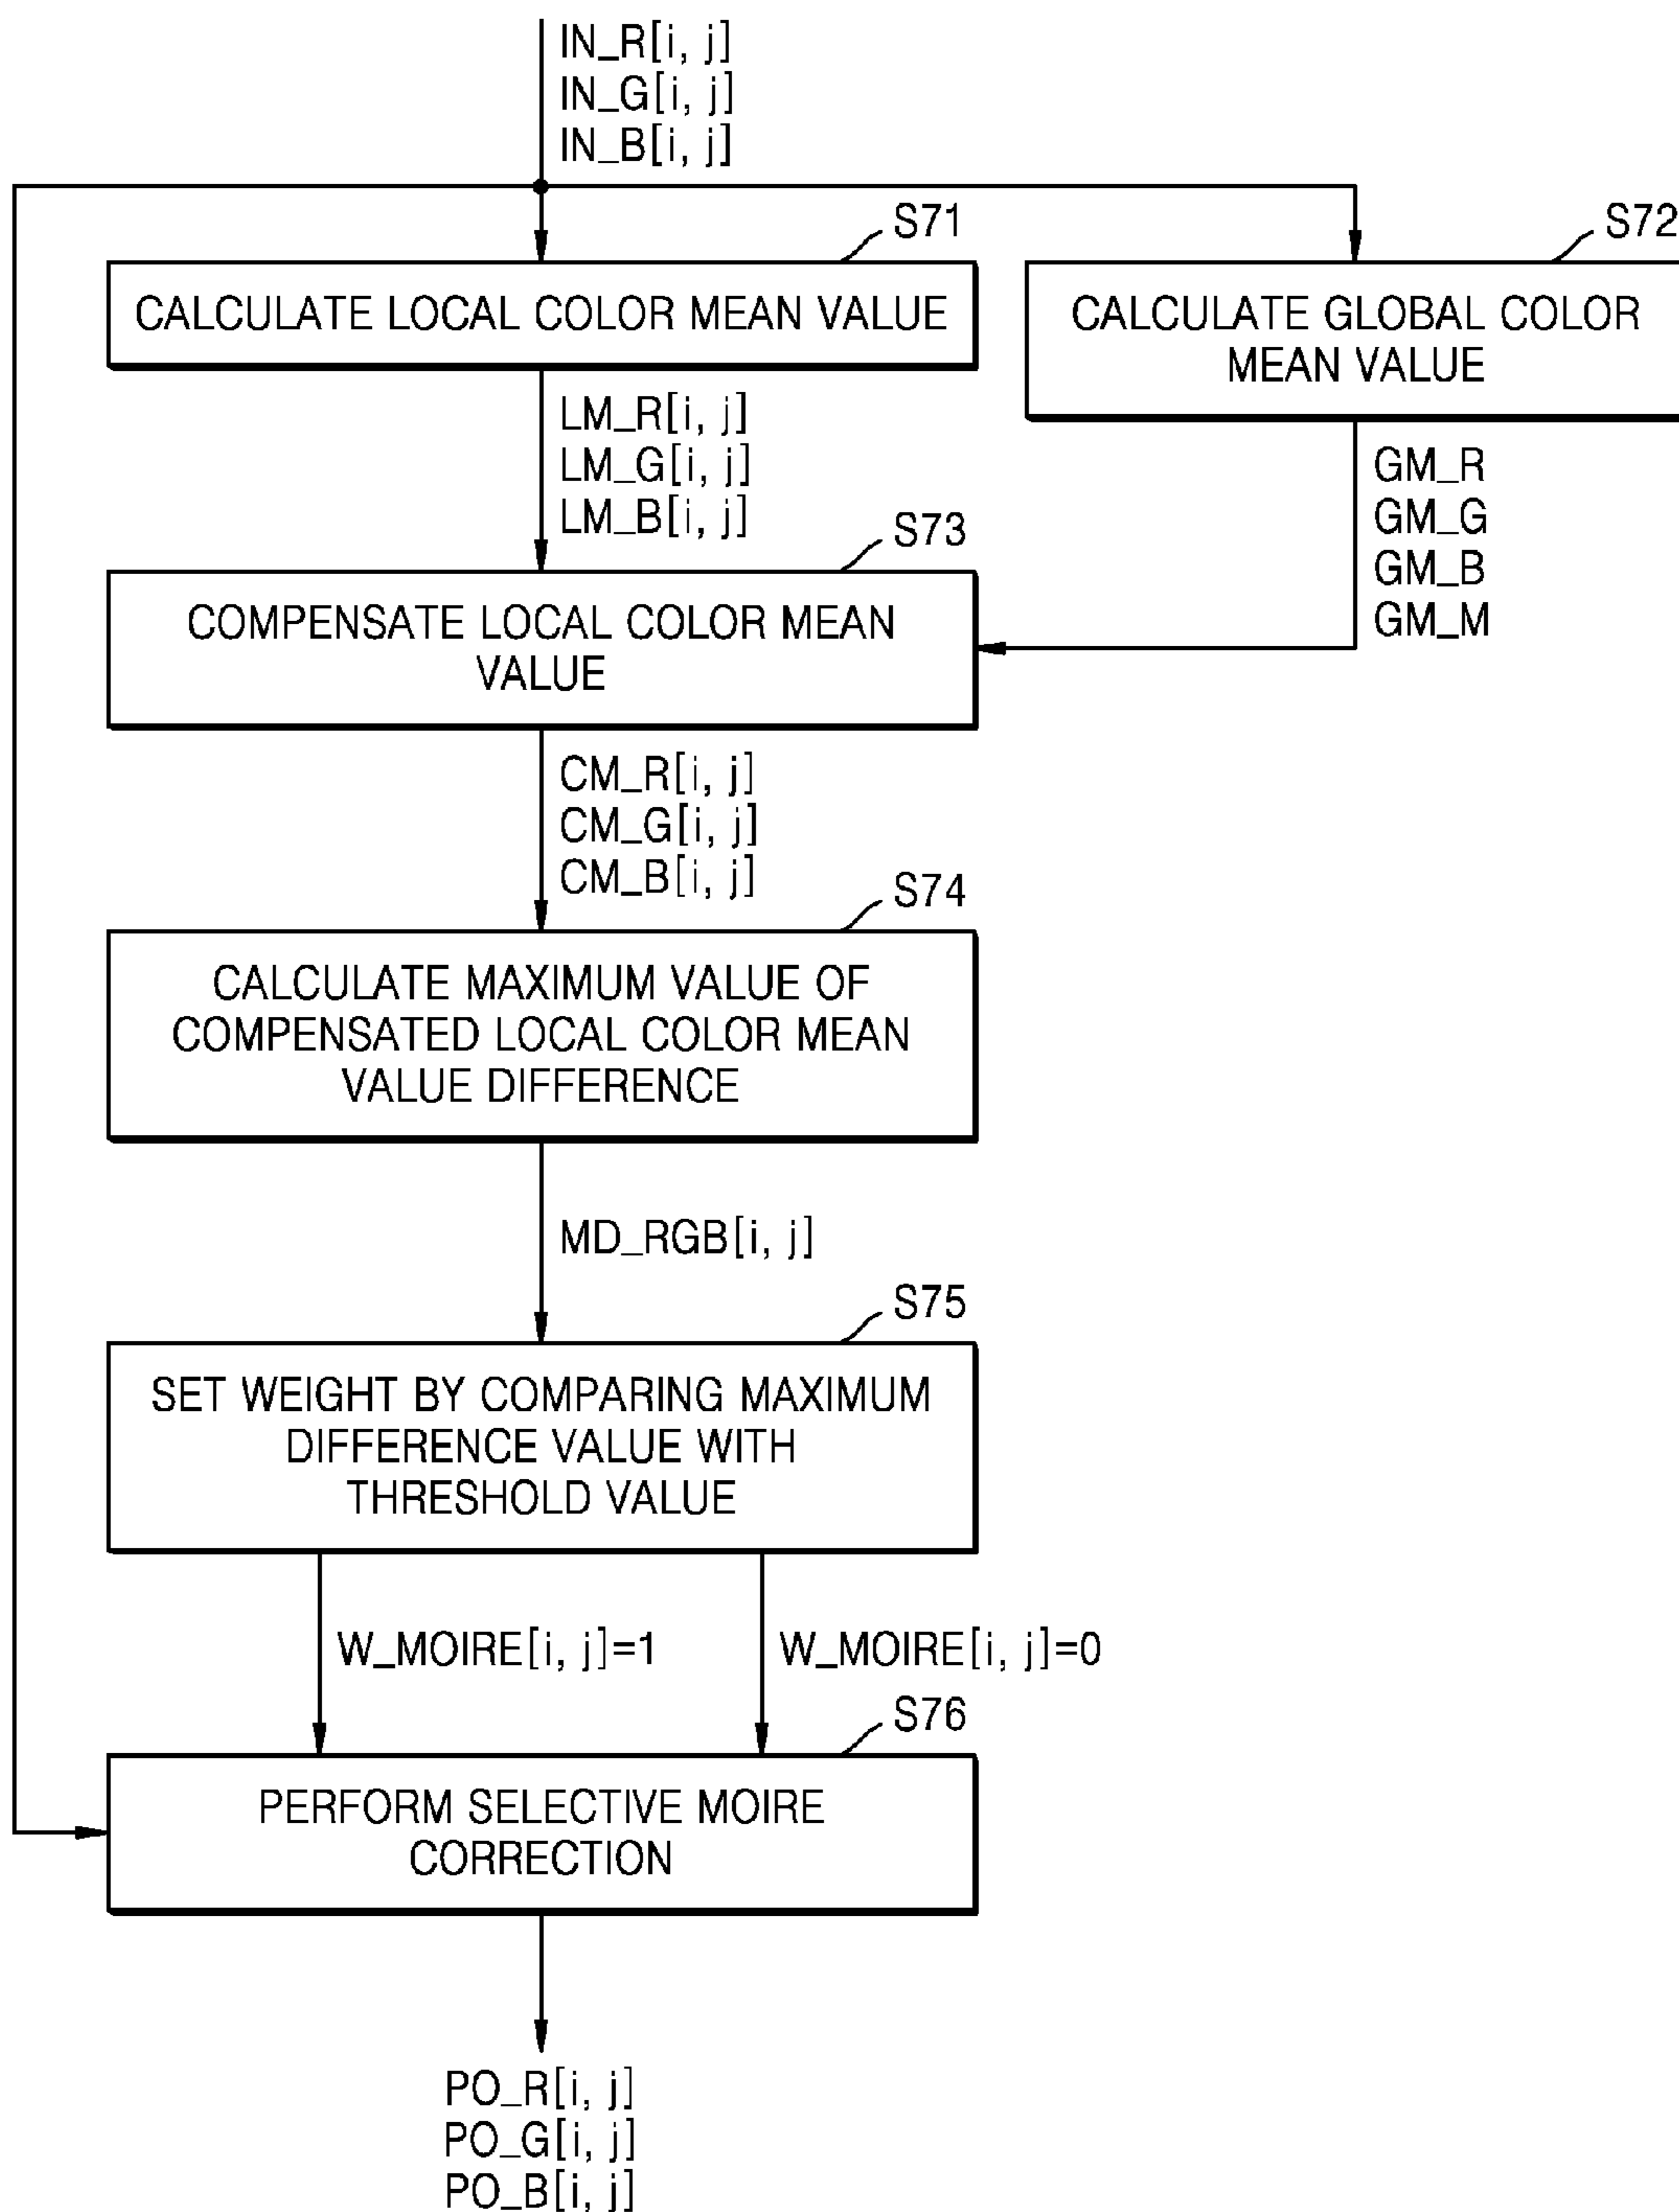 IN_R[i, j]
IN_G[i, j]
IN_B[i, j]
S71
S72
CALCULATE LOCAL COLOR MEAN VALUE
CALCULATE GLOBAL COLOR
MEAN VALUE
LM_R[i, j]
LM_G[i, j]
LM_B[i, j]
GM_R
GM_G
GM_B
GM_M
S73
COMPENSATE LOCAL COLOR MEAN
VALUE
CM_R[i, j]
CM_G[i, j]
CM_B[i, j]
S74
CALCULATE MAXIMUM VALUE OF
COMPENSATED LOCAL COLOR MEAN
VALUE DIFFERENCE
MD_RGB[i, j]
S75
SET WEIGHT BY COMPARING MAXIMUM
DIFFERENCE VALUE WITH
THRESHOLD VALUE
W_MOIRE[i, j]=1
W_MOIRE[i, j]=0
S76
PERFORM SELECTIVE MOIRE
CORRECTION
PO_R[i, j]
PO_G[i, j]
PO_B[i, j]